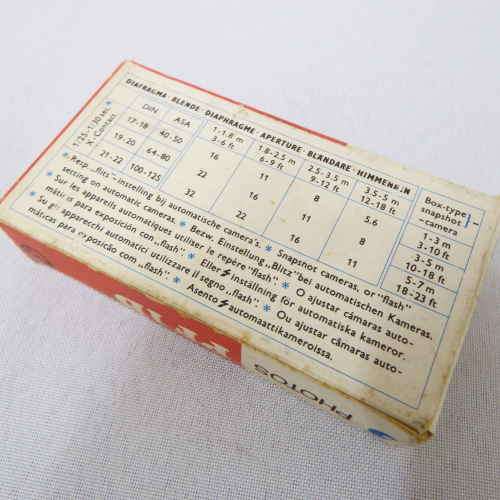 DIAFRAGMA · BLENDE · DIAPHRAGME · APERTURE · BLÄNDARE · HIMMENEIN
1:25-1:30 sec.
X-Contact
DIN ASA 1-1.8 m 1.8-2.5 m 2.5-3.5 m 3.5-5 m Box-type
3-6 ft 6-9 ft 9-12 ft 12-18 ft snapshot
-camera
17-18 40-50 16 11 8 5.6 1-3 m
3-10 ft
19-20 64-80 22 16 11 8 3-5 m
10-18 ft
21-22 100-125 32 22 16 11 5-7 m
18-23 ft
* Resp. „flits"-instelling bij automatische camera's. * Bezw. Einstellung „Blitz" bei automatischen Kameras.
setting on automatic cameras. * Snapshot cameras, or "flash"
* Sur les appareils automatiques utiliser le repère "flash". * O ajustar cámaras auto-
máticas para exposición con „flash". * Eller inställning för automatiska kameror.
* Su gli apparecchi automatici utilizzare il segno „flash". * Ou ajustar cámaras auto-
máticas para exposição com „flash". * Asento automaattikameroissa.
PHOTOS